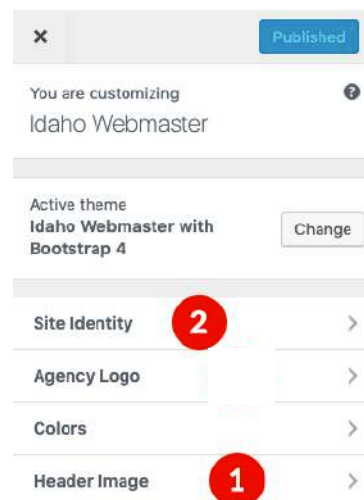 Published
You are customizing
Idaho Webmaster
Active theme
Idaho Webmaster with
Bootstrap 4
Change
Site Identity
2
Agency Logo
Colors
Header Image
1